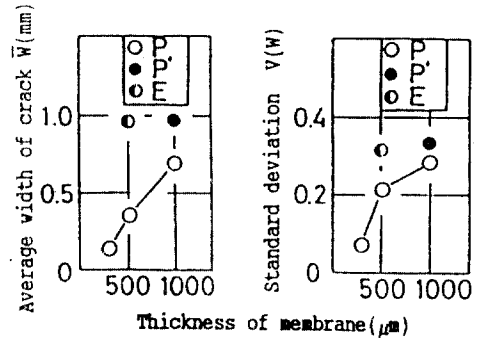 Average width of crack W̄(mm)
1.0
0.5
0
500 1000
P
P'
E
Standard deviation V(W)
0.4
0.2
0
500 1000
P
P'
E
Thickness of membrane(μm)